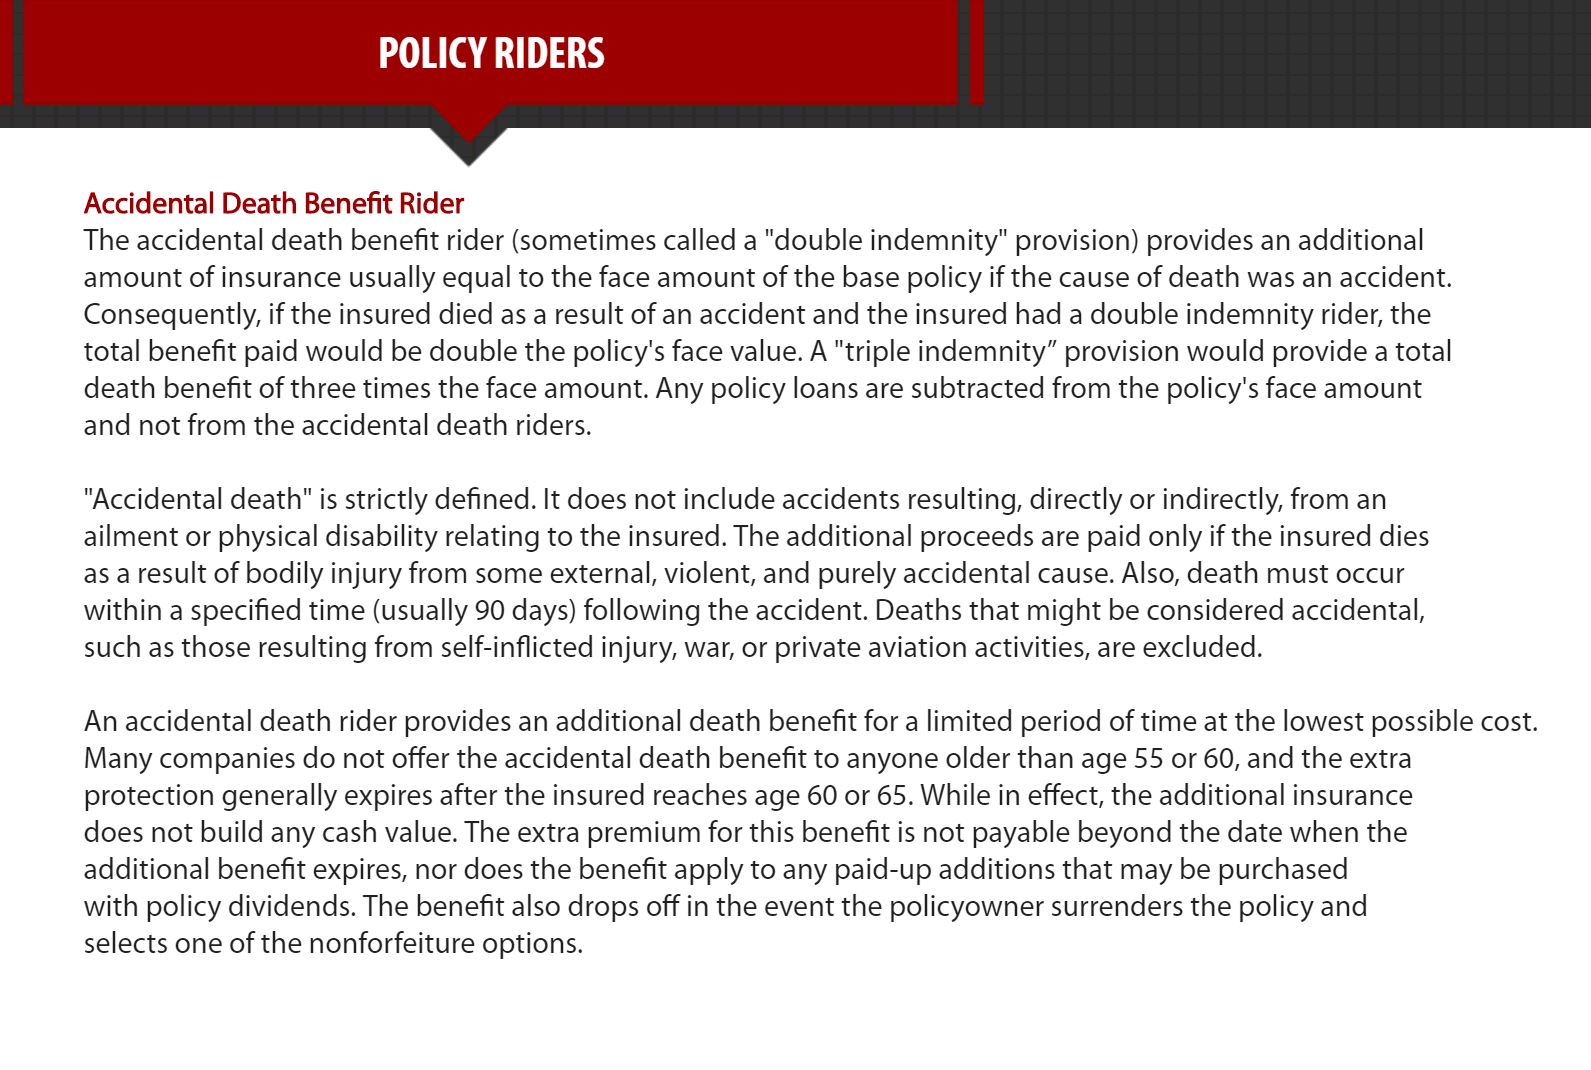 POLICY RIDERS
Accidental Death Benefit Rider
The accidental death benefit rider (sometimes called a "double indemnity" provision) provides an additional
amount of insurance usually equal to the face amount of the base policy if the cause of death was an accident.
Consequently, if the insured died as a result of an accident and the insured had a double indemnity rider, the
total benefit paid would be double the policy's face value. A "triple indemnity” provision would provide a total
death benefit of three times the face amount. Any policy loans are subtracted from the policy's face amount
and not from the accidental death riders.
"Accidental death" is strictly defined. It does not include accidents resulting, directly or indirectly, from an
ailment or physical disability relating to the insured. The additional proceeds are paid only if the insured dies
as a result of bodily injury from some external, violent, and purely accidental cause. Also, death must occur
within a specified time (usually 90 days) following the accident. Deaths that might be considered accidental,
such as those resulting from self-inflicted injury, war, or private aviation activities, are excluded.
An accidental death rider provides an additional death benefit for a limited period of time at the lowest possible cost.
Many companies do not offer the accidental death benefit to anyone older than age 55 or 60, and the extra
protection generally expires after the insured reaches age 60 or 65. While in effect, the additional insurance
does not build any cash value. The extra premium for this benefit is not payable beyond the date when the
additional benefit expires, nor does the benefit apply to any paid-up additions that may be purchased
with policy dividends. The benefit also drops off in the event the policyowner surrenders the policy and
selects one of the nonforfeiture options.